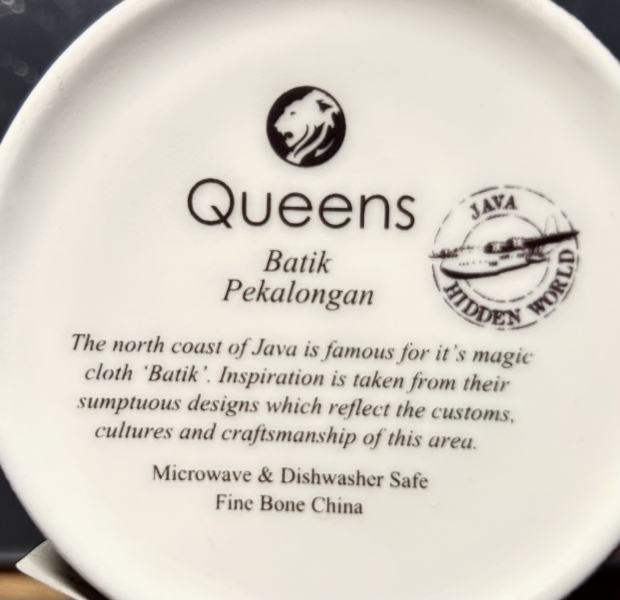 Queens
Batik
Pekalongan
JAVA
HIDDEN WORLD
The north coast of Java is famous for it's magic
cloth 'Batik'. Inspiration is taken from their
sumptuous designs which reflect the customs,
cultures and craftsmanship of this area.
Microwave & Dishwasher Safe
Fine Bone China